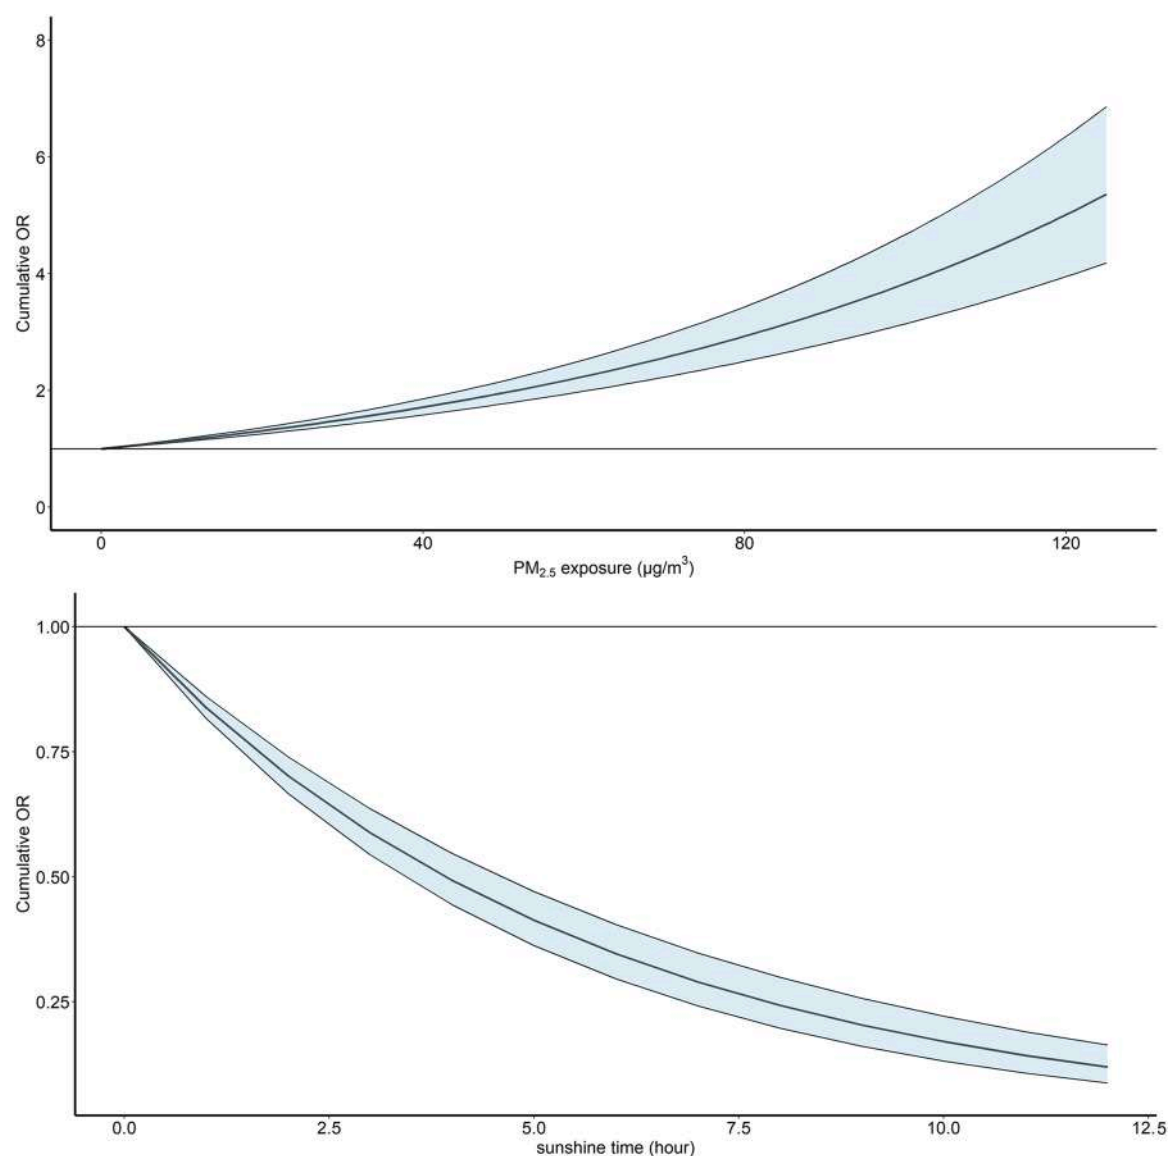 8
6
4
2
0
Cumulative OR
0 40 80 120
PM2.5 exposure (µg/m³)
1.00
0.75
0.50
0.25
Cumulative OR
0.0 2.5 5.0 7.5 10.0 12.5
sunshine time (hour)